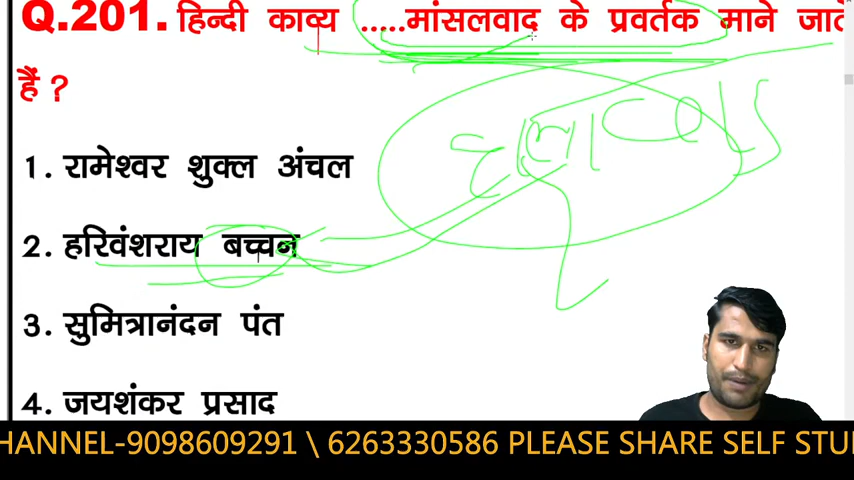 Q.201. हिन्दी काव्य .....मांसलवाद के प्रवर्तक माने जाते
हैं ?
1. रामेश्वर शुक्ल अंचल
2. हरिवंशराय बच्चन
3. सुमित्रानंदन पंत
4. जयशंकर प्रसाद
हालावाद
CHANNEL-9098609291 \ 6263330586 PLEASE SHARE SELF STU